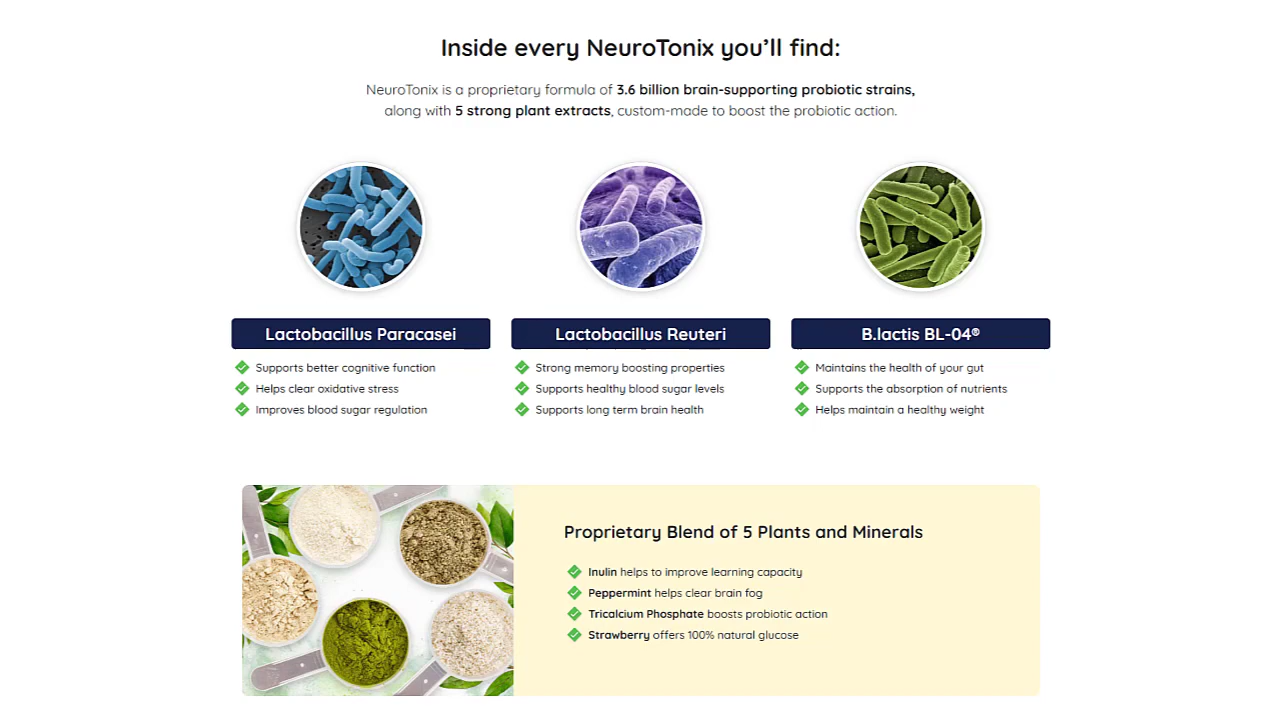 Inside every NeuroTonix you'll find:
NeuroTonix is a proprietary formula of 3.6 billion brain-supporting probiotic strains,
along with 5 strong plant extracts, custom-made to boost the probiotic action.
Lactobacillus Paracasei
Supports better cognitive function
Helps clear oxidative stress
Improves blood sugar regulation
Lactobacillus Reuteri
Strong memory boosting properties
Supports healthy blood sugar levels
Supports long term brain health
B.lactis BL-04®
Maintains the health of your gut
Supports the absorption of nutrients
Helps maintain a healthy weight
Proprietary Blend of 5 Plants and Minerals
Inulin helps to improve learning capacity
Peppermint helps clear brain fog
Tricalcium Phosphate boosts probiotic action
Strawberry offers 100% natural glucose